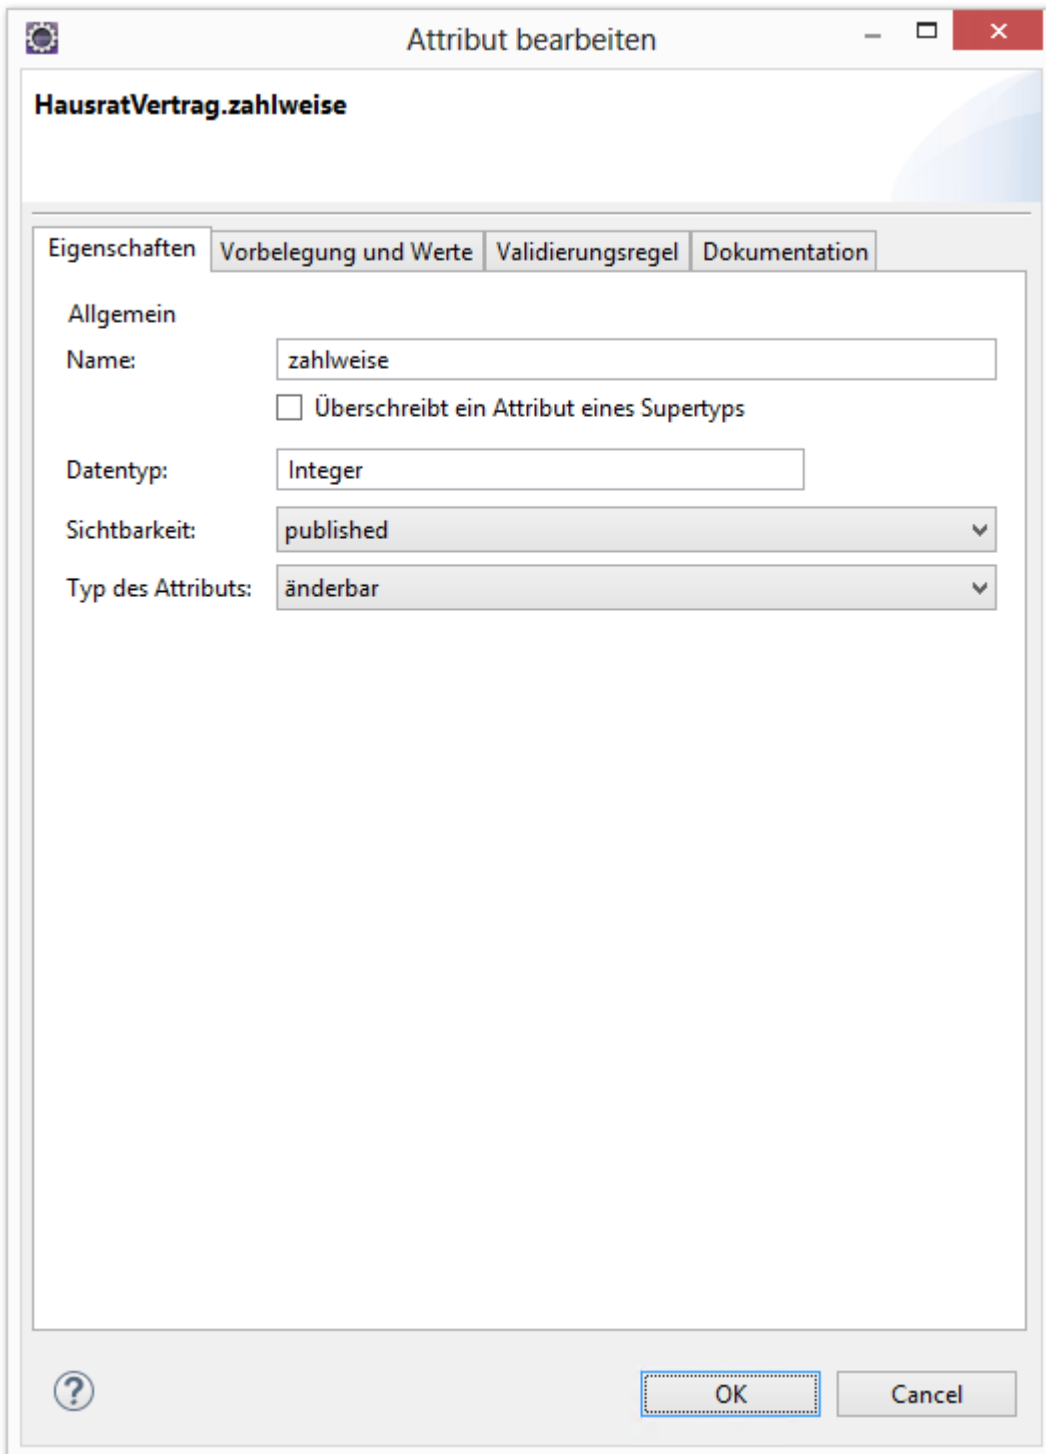 Attribut bearbeiten
HausratVertrag.zahlweise
Eigenschaften Vorbelegung und Werte Validierungsregel Dokumentation
Allgemein
Name: zahlweise
Überschreibt ein Attribut eines Supertyps
Datentyp: Integer
Sichtbarkeit: published
Typ des Attributs: änderbar
? OK Cancel